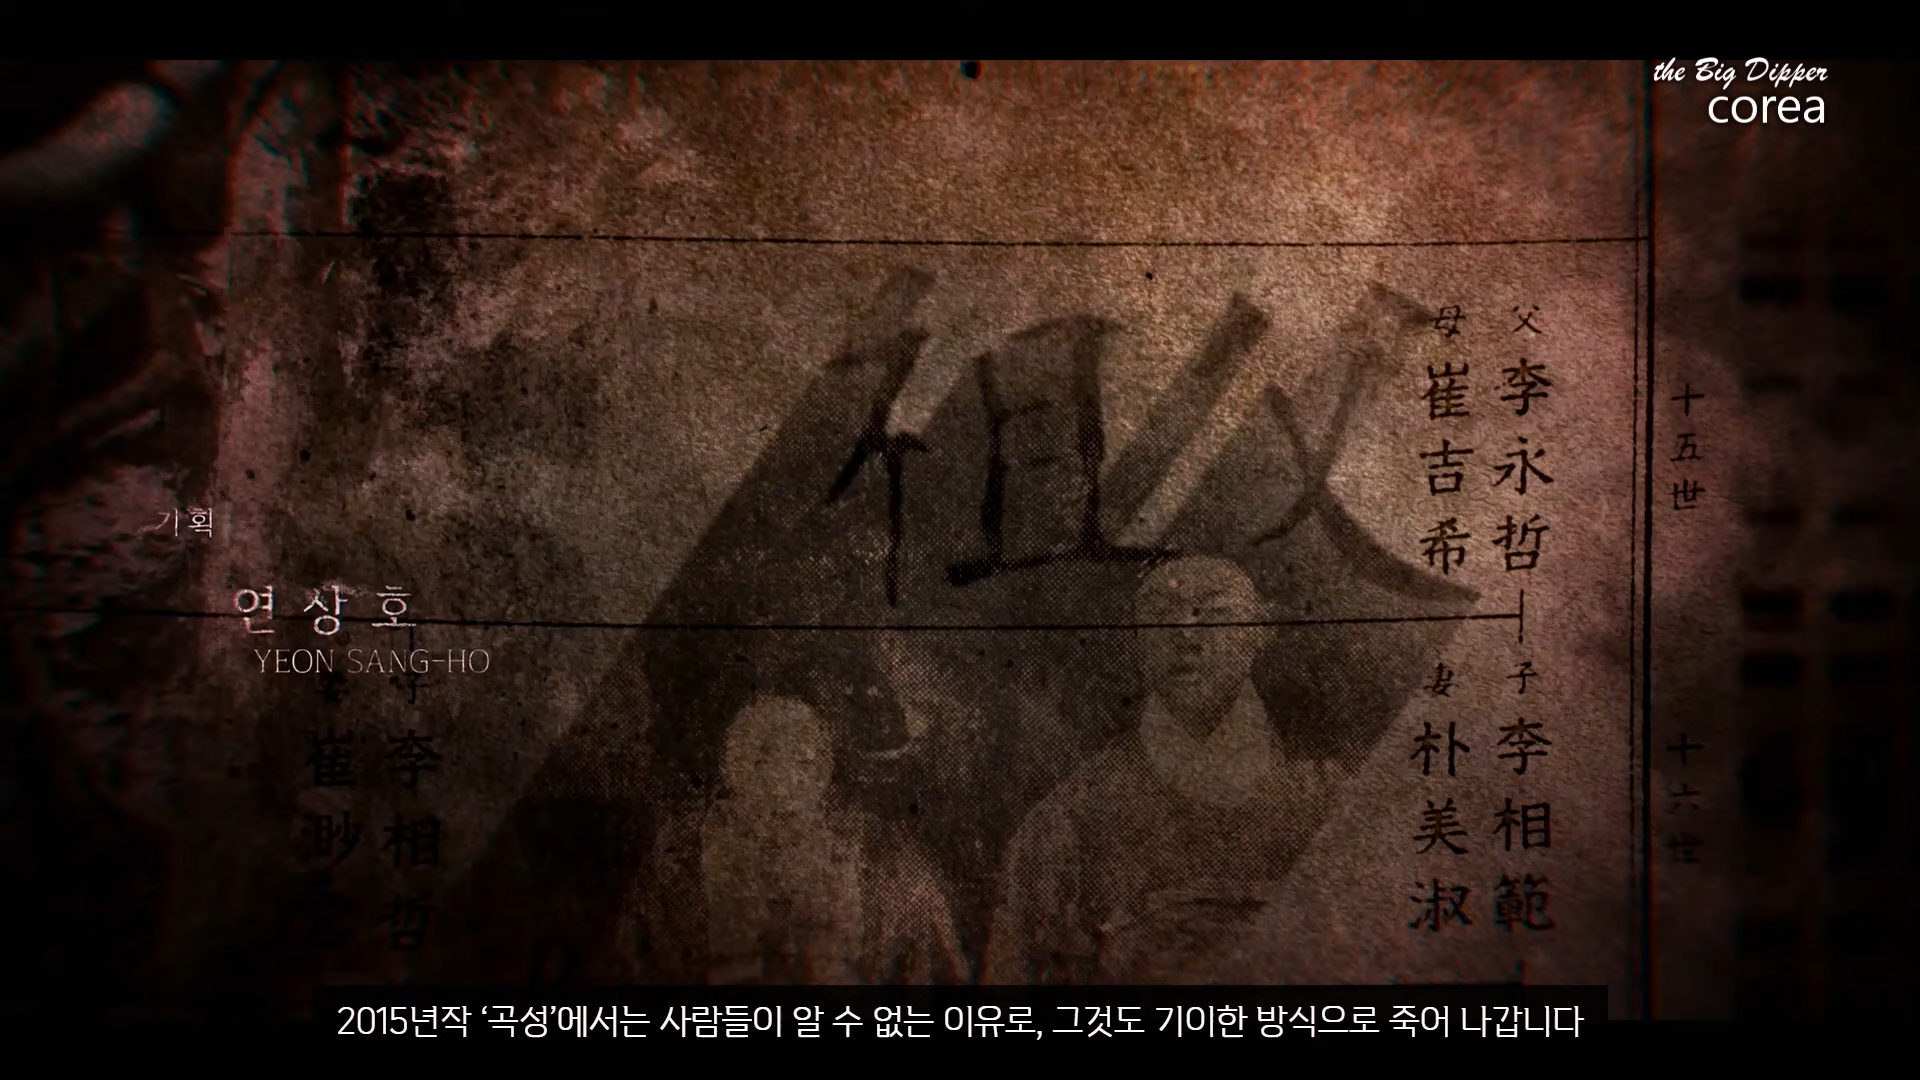 the Big Dipper
corea
父 李永哲
母 崔吉希
十五世
子 李相範
妻 朴美淑
十六世
기획
연상호
YEON SANG-HO
李相哲
崔
2015년작 ‘곡성’에서는 사람들이 알 수 없는 이유로, 그것도 기이한 방식으로 죽어 나갑니다